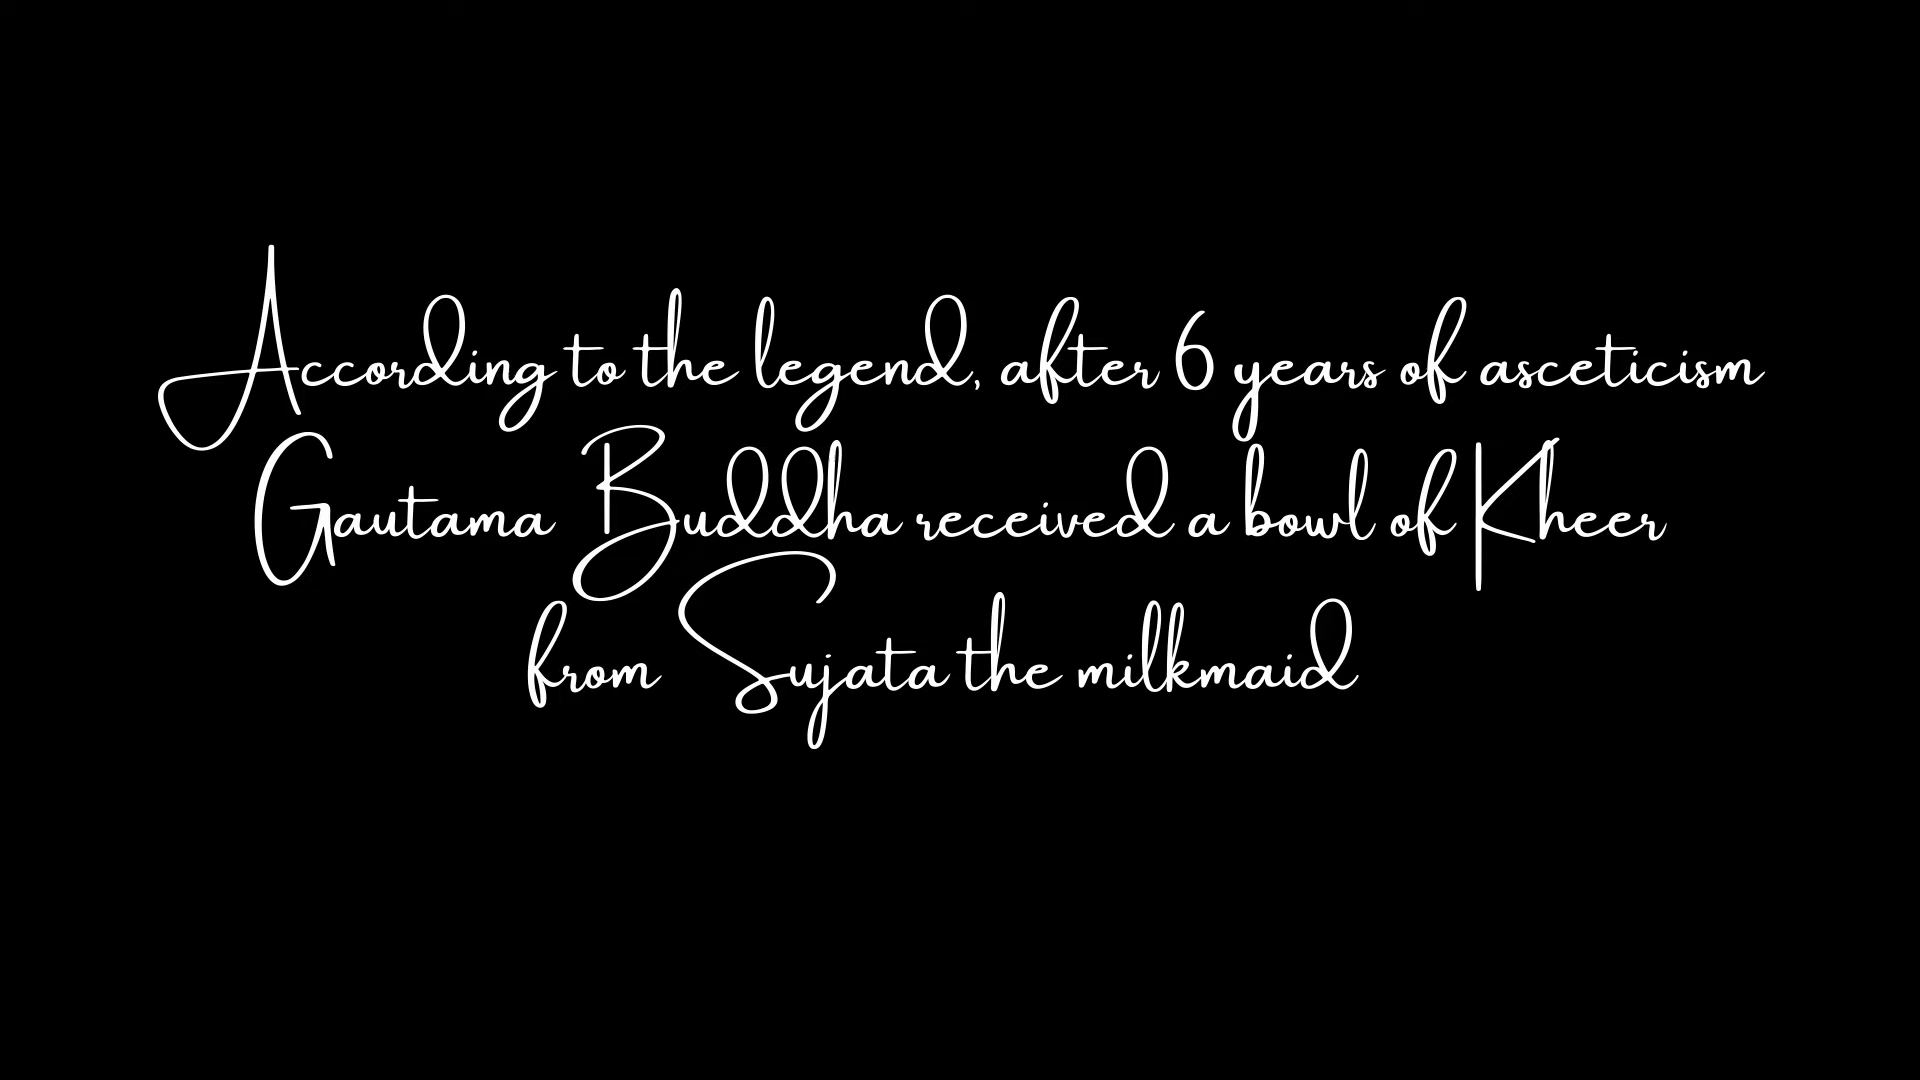 According to the legend, after 6 years of asceticism
Gautama Buddha received a bowl of Kheer
from Sujata the milkmaid